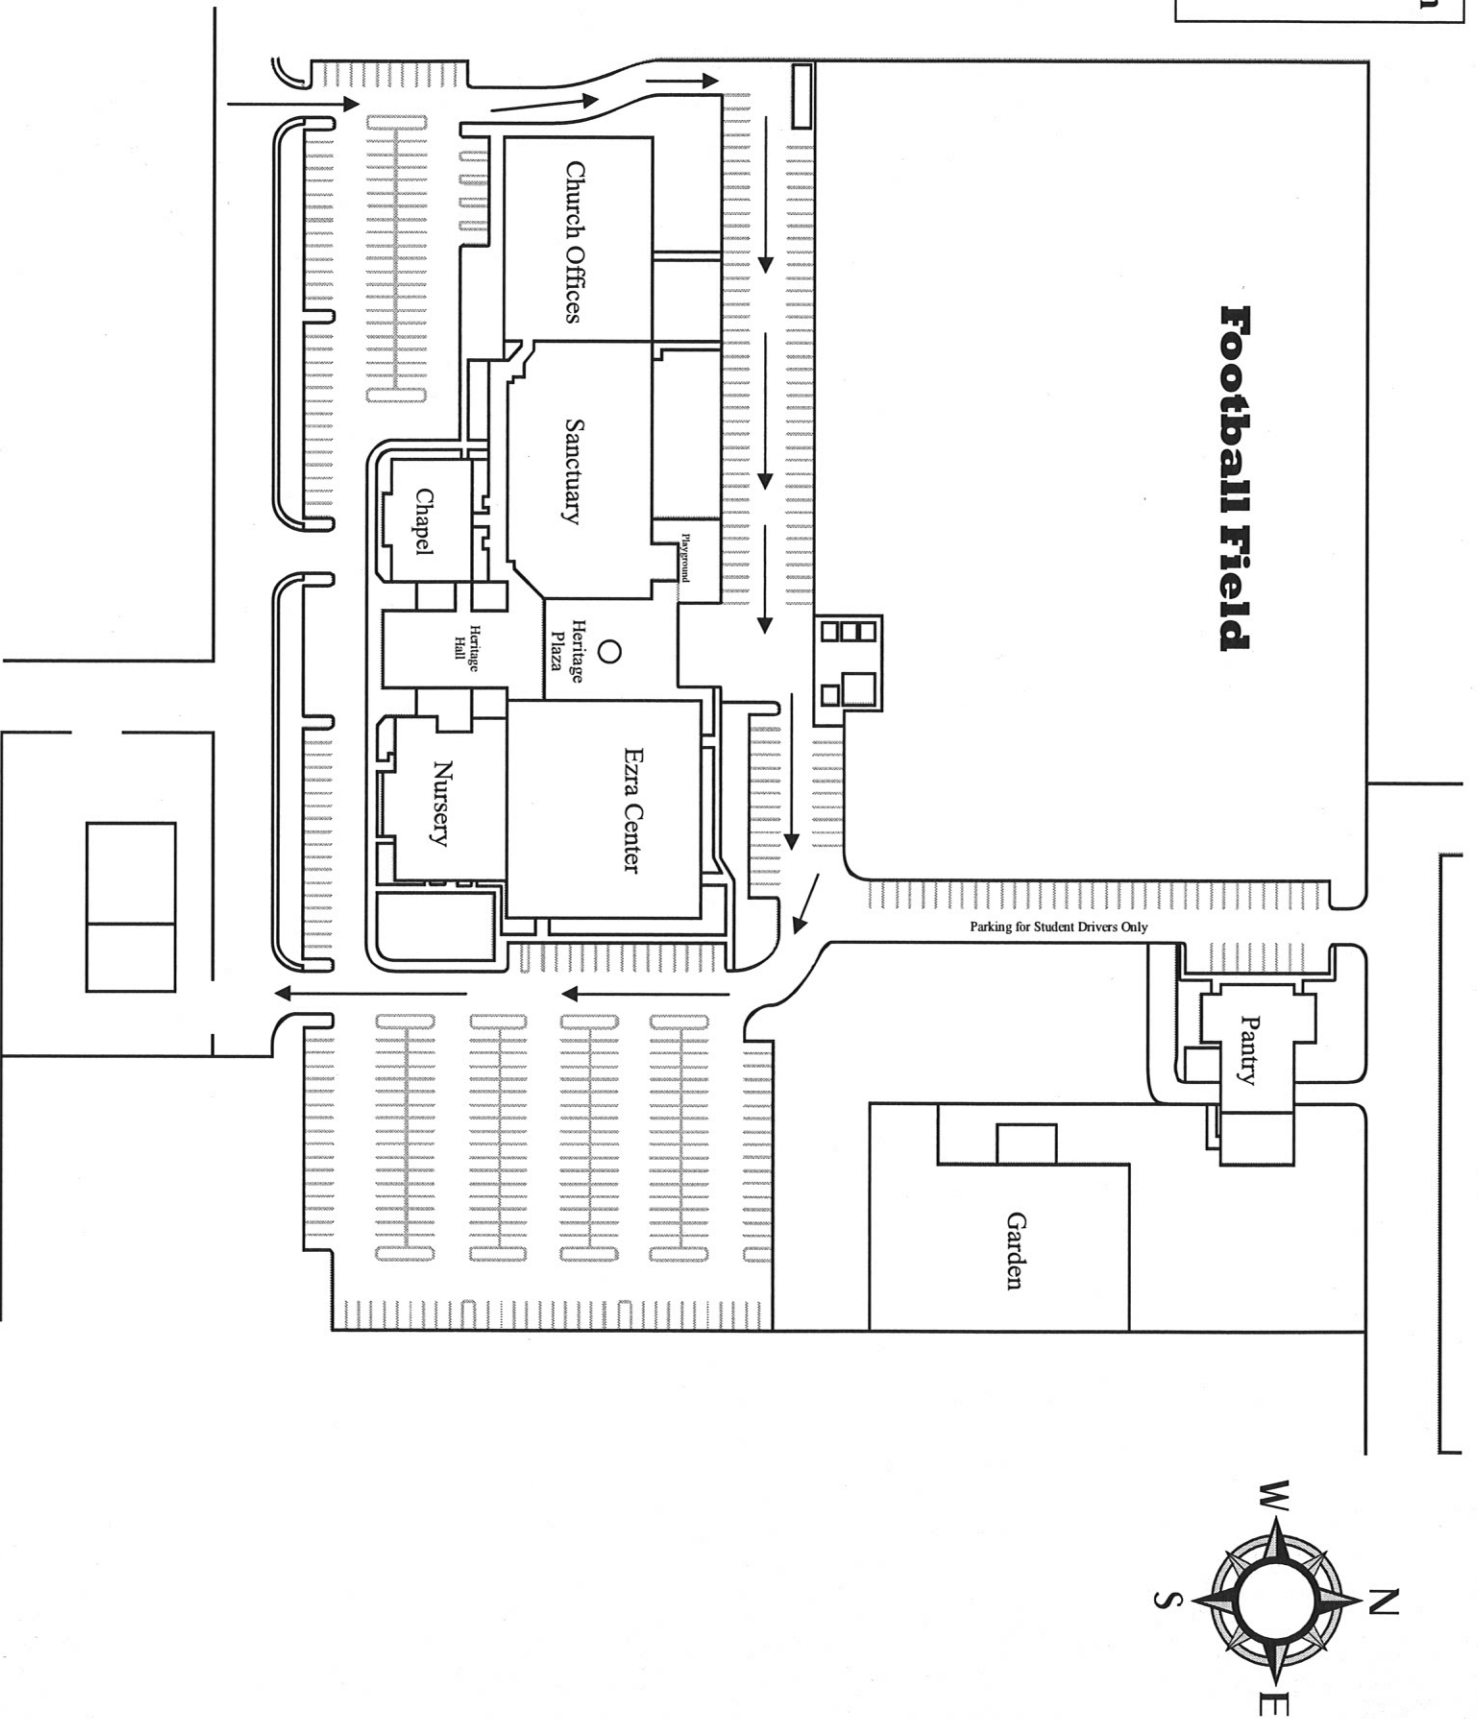 Football Field
Church Offices
Sanctuary
Playground
Chapel
Heritage
Plaza
Heritage
Hall
Ezra Center
Nursery
Parking for Student Drivers Only
Pantry
Garden
N
W
E
S